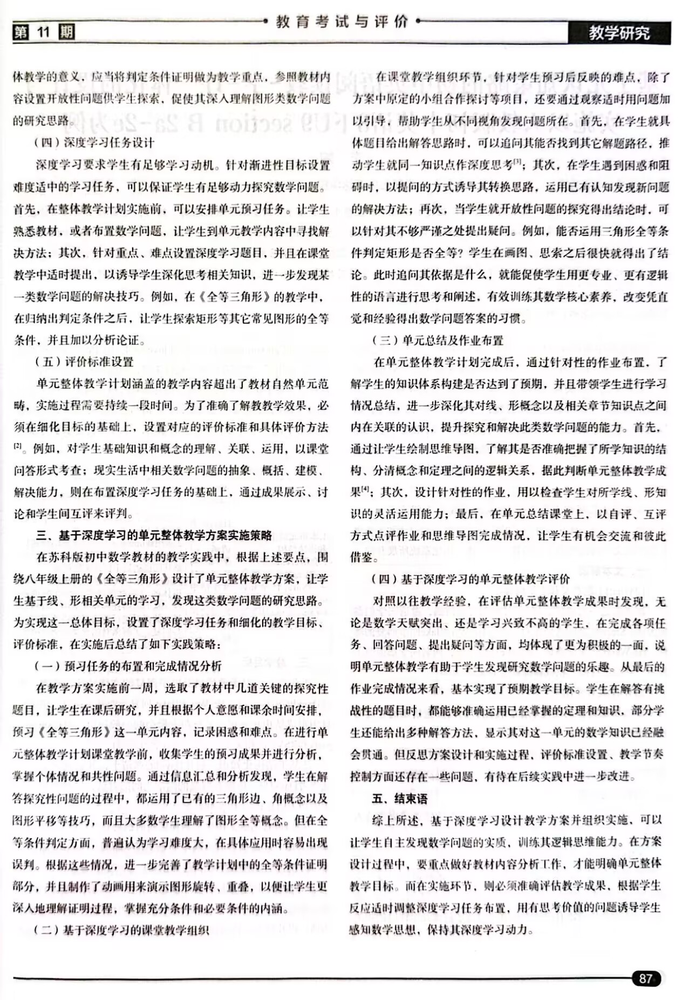 第 11 期
教育考试与评价
教学研究
体教学的意义，应当将判定条件证明做为教学重点，参照教材内
容设置开放性问题供学生探索，促使其深入理解图形类数学问题
的研究思路。
（四）深度学习任务设计
深度学习要求学生有足够学习动机。针对渐进性目标设置
难度适中的学习任务，可以保证学生有足够动力探究数学问题。
首先，在整体教学计划实施前，可以安排单元预习任务。让学生
熟悉教材，或者布置数学问题，让学生到单元教学内容中寻找解
决方法；其次，针对重点、难点设置深度学习题目，并且在课堂
教学中适时提出，以诱导学生深化思考相关知识，进一步发现某
一类数学问题的解决技巧。例如，在《全等三角形》的教学中，
在归纳出判定条件之后，让学生探索矩形等其它常见图形的全等
条件，并且加以分析论证。
（五）评价标准设置
单元整体教学计划涵盖的教学内容超出了教材自然单元范
畴，实施过程需要持续一段时间。为了准确了解教教学效果，必
须在细化目标的基础上，设置对应的评价标准和具体评价方法
[2]。例如，对学生基础知识和概念的理解、关联、运用，以课堂
问答形式考查；现实生活中相关数学问题的抽象、概括、建模、
解决能力，则在布置深度学习任务的基础上，通过成果展示、讨
论和学生间互评来评判。
三、基于深度学习的单元整体教学方案实施策略
在苏科版初中数学教材的教学实践中，根据上述要点，围
绕八年级上册的《全等三角形》设计了单元整体教学方案，让学
生基于线、形相关单元的学习，发现这类数学问题的研究思路。
为实现这一总体目标，设置了深度学习任务和细化的教学目标、
评价标准，在实施后总结了如下实践策略：
（一）预习任务的布置和完成情况分析
在教学方案实施前一周，选取了教材中几道关键的探究性
题目，让学生在课后研究，并且根据个人意愿和课余时间安排，
预习《全等三角形》这一单元内容，记录困惑和难点。在进行单
元整体教学计划课堂教学前，收集学生的预习成果并进行分析，
掌握个体情况和共性问题。通过信息汇总和分析发现，学生在解
答探究性问题的过程中，都运用了已有的三角形边、角概念以及
图形平移等技巧，而且大多数学生理解了图形全等概念。但在全
等条件判定方面，普遍认为学习难度大，在具体应用时容易出现
误判。根据这些情况，进一步完善了教学计划中的全等条件证明
部分，并且制作了动画用来演示图形旋转、重叠，以便让学生更
深入地理解证明过程，掌握充分条件和必要条件的内涵。
（二）基于深度学习的课堂教学组织
在课堂教学组织环节，针对学生预习后反映的难点，除了
方案中原定的小组合作探讨等项目，还要通过观察适时用问题加
以引导，帮助学生从不同视角发现问题所在。首先，在学生就具
体题目给出解答思路时，可以追问其能否找到其它解题路径，推
动学生就同一知识点作深度思考[3]；其次，在学生遇到困惑和阻
碍时，以提问的方式诱导其转换思路，运用已有认知发现新问题
的解决方法；再次，当学生就开放性问题的探究得出结论时，可
以针对其不够严谨之处提出疑问。例如，能否运用三角形全等条
件判定矩形是否全等？学生在画图、思索之后很快就得出了结
论。此时追问其依据是什么，就能促使学生用更专业、更有逻辑
性的语言进行思考和阐述，有效训练其数学核心素养，改变凭直
觉和经验得出数学问题答案的习惯。
（三）单元总结及作业布置
在单元整体教学计划完成后，通过针对性的作业布置，了
解学生的知识体系构建是否达到了预期，并且带领学生进行学习
情况总结，进一步深化其对线、形概念以及相关章节知识点之间
内在关联的认识，提升探究和解决此类数学问题的能力。首先，
通过让学生绘制思维导图，了解其是否准确把握了所学知识的结
构、分清概念和定理之间的逻辑关系，据此判断单元整体教学成
果[4]；其次，设计针对性的作业，用以检查学生对所学线、形知
识的灵活运用能力；最后，在单元总结课堂上，以自评、互评
方式点评作业和思维导图完成情况，让学生有机会交流和彼此
借鉴。
（四）基于深度学习的单元整体教学评价
对照以往教学经验，在评估单元整体教学成果时发现，无
论是数学天赋突出、还是学习兴致不高的学生，在完成各项任
务、回答问题、提出疑问等方面，均体现了更为积极的一面，说
明单元整体教学有助于学生发现研究数学问题的乐趣。从最后的
作业完成情况来看，基本实现了预期教学目标。学生在解答有挑
战性的题目时，都能够准确运用已经掌握的定理和知识，部分学
生还能给出多种解答方法，显示其对这一单元的数学知识已经融
会贯通。但反思方案设计和实施过程，评价标准设置、教学节奏
控制方面还存在一些问题，有待在后续实践中进一步改进。
五、结束语
综上所述，基于深度学习设计教学方案并组织实施，可以
让学生自主发现数学问题的实质，训练其逻辑思维能力。在方案
设计过程中，要重点做好教材内容分析工作，才能明确单元整体
教学目标。而在实施环节，则必须准确评估教学成果，根据学生
反应适时调整深度学习任务布置，用有思考价值的问题诱导学生
感知数学思想，保持其深度学习动力。
87